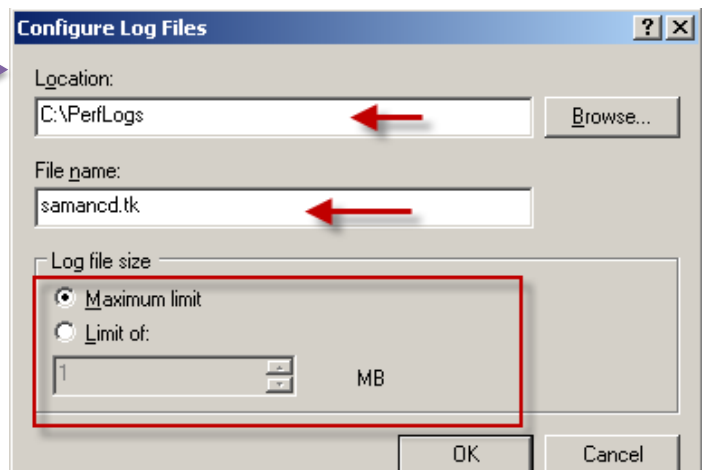 Configure Log Files
Location:
C:\PerfLogs
Browse...
File name:
samancd.tk
Log file size
Maximum limit
Limit of:
1
MB
OK
Cancel